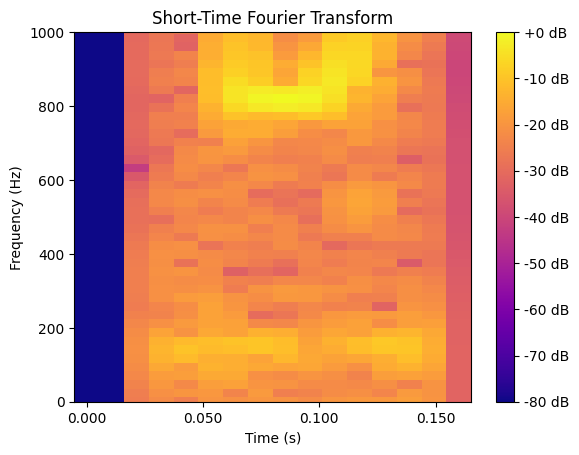 Short-Time Fourier Transform
1000
800
600
400
200
0
Frequency (Hz)
0.000
0.050
0.100
0.150
Time (s)
+0 dB
-10 dB
-20 dB
-30 dB
-40 dB
-50 dB
-60 dB
-70 dB
-80 dB